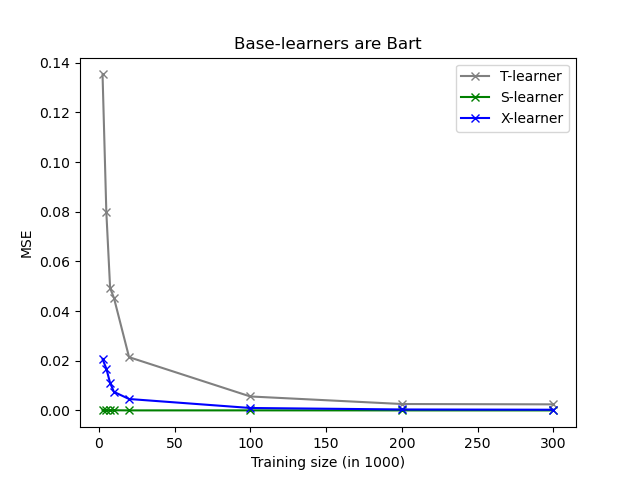 Base-learners are Bart
T-learner
S-learner
X-learner
MSE
0.14
0.12
0.10
0.08
0.06
0.04
0.02
0.00
0 50 100 150 200 250 300
Training size (in 1000)